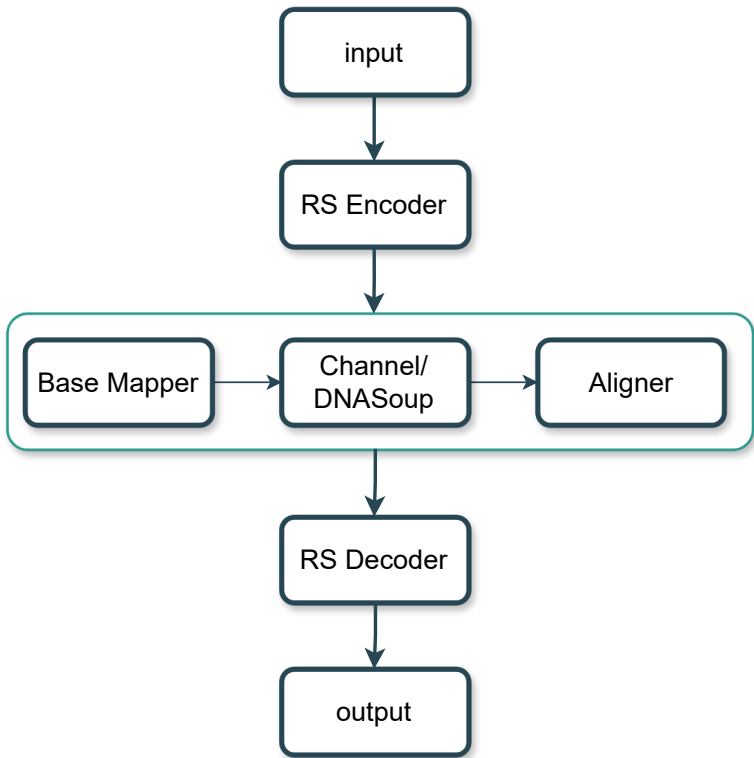 input
RS Encoder
Base Mapper
Channel/
DNASoup
Aligner
RS Decoder
output